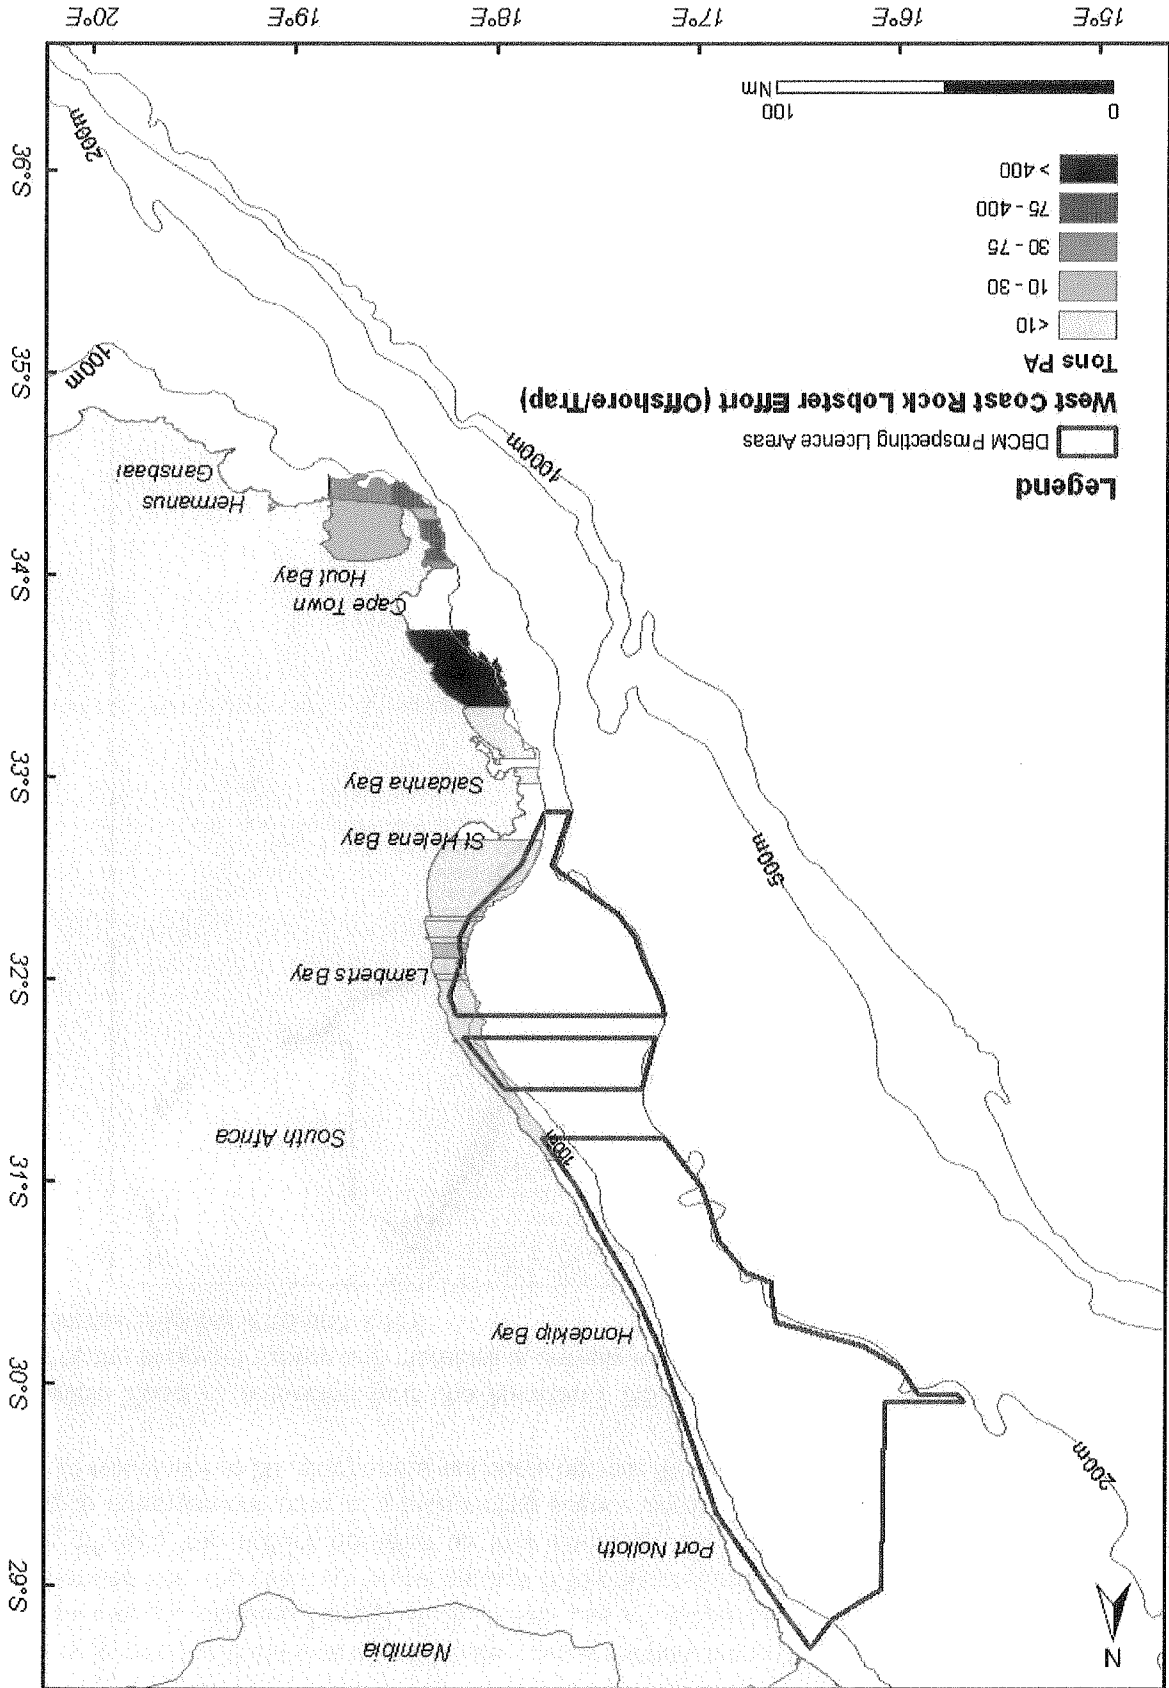 N
Namibia
29°S
Port Nolloth
200m
30°S
Hondeklip Bay
31°S
100m
South Africa
32°S
Lamberts Bay
500m
St Helena Bay
33°S
Saldanha Bay
Cape Town
34°S
Hout Bay
Hermanus
Gansbaai
1000m
100m
35°S
200m
36°S
Legend
DBCM Prospecting Licence Areas
West Coast Rock Lobster Effort (Offshore/Trap)
Tons PA
<10
10 - 30
30 - 75
75 - 400
> 400
0 100
Nm
15°E 16°E 17°E 18°E 19°E 20°E